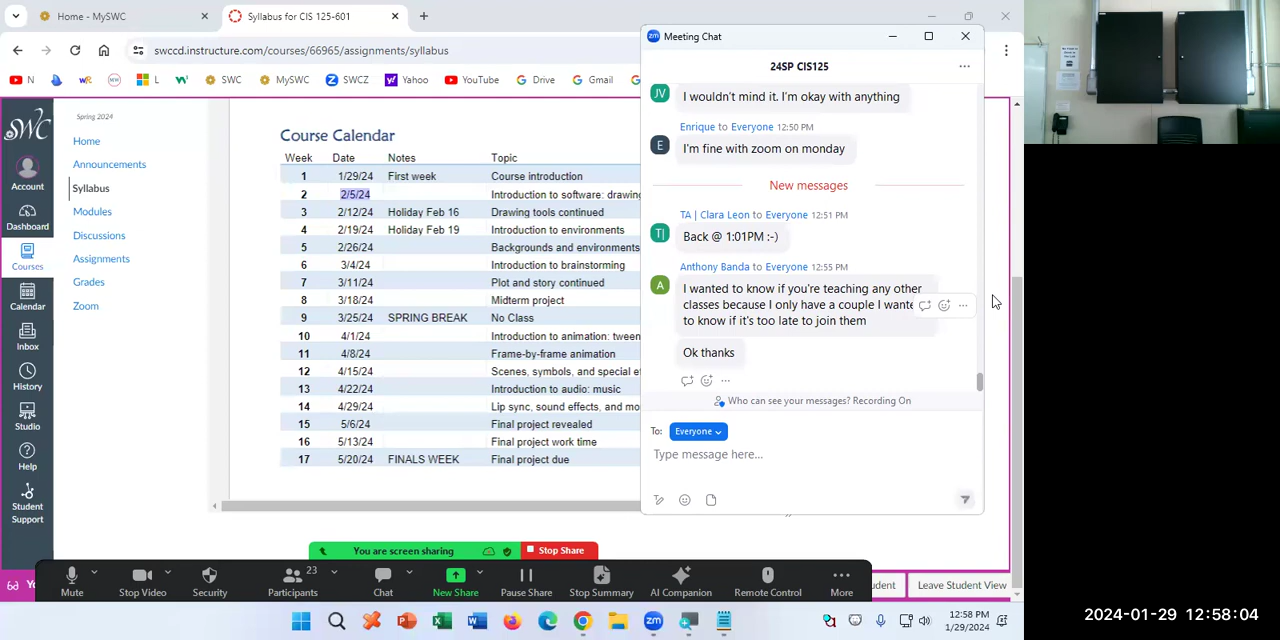 Home - MySWC
Syllabus for CIS 125-601
swccd.instructure.com/courses/66965/assignments/syllabus
N
L
SWC
MySWC
SWCZ
Yahoo
YouTube
Drive
Gmail
Spring 2024
Home
Announcements
Syllabus
Modules
Discussions
Assignments
Grades
Zoom
SWC
Account
Dashboard
Courses
Calendar
Inbox
History
Studio
Help
Student
Support
Course Calendar
Week Date Notes Topic
1 1/29/24 First week Course introduction
2 2/5/24 Introduction to software: drawing
3 2/12/24 Holiday Feb 16 Drawing tools continued
4 2/19/24 Holiday Feb 19 Introduction to environments
5 2/26/24 Backgrounds and environments
6 3/4/24 Introduction to brainstorming
7 3/11/24 Plot and story continued
8 3/18/24 Midterm project
9 3/25/24 SPRING BREAK No Class
10 4/1/24 Introduction to animation: tween
11 4/8/24 Frame-by-frame animation
12 4/15/24 Scenes, symbols, and special ef
13 4/22/24 Introduction to audio: music
14 4/29/24 Lip sync, sound effects, and mo
15 5/6/24 Final project revealed
16 5/13/24 Final project work time
17 5/20/24 FINALS WEEK Final project due
zm Meeting Chat
24SP CIS125
JV
I wouldn't mind it. I'm okay with anything
Enrique to Everyone 12:50 PM
E
I'm fine with zoom on monday
New messages
TA | Clara Leon to Everyone 12:51 PM
T|
Back @ 1:01PM :-)
Anthony Banda to Everyone 12:55 PM
A
I wanted to know if you're teaching any other
classes because I only have a couple I wante
to know if it's too late to join them
Ok thanks
Who can see your messages? Recording On
To: Everyone
Type message here...
You are screen sharing
Stop Share
Mute
Stop Video
Security
Participants
23
Chat
New Share
Pause Share
Stop Summary
AI Companion
Remote Control
More
Yo
udent
Leave Student View
12:58 PM
1/29/2024
2024-01-29 12:58:04